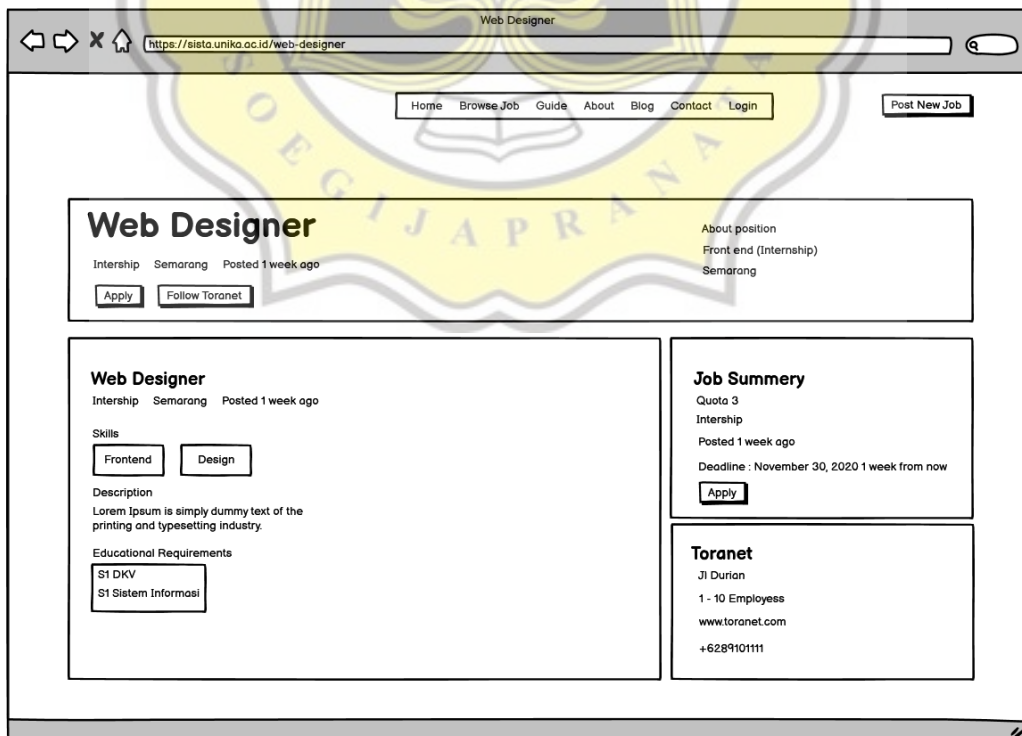 Web Designer
https://sista.unika.ac.id/web-designer
Home Browse Job Guide About Blog Contact Login
Post New Job
SOEGIJAPRANATA
Web Designer
Intership Semarang Posted 1 week ago
Apply Follow Toranet
About position
Front end (Internship)
Semarang
Web Designer
Intership Semarang Posted 1 week ago
Skills
Frontend Design
Description
Lorem Ipsum is simply dummy text of the
printing and typesetting industry.
Educational Requirements
S1 DKV
S1 Sistem Informasi
Job Summery
Quota 3
Intership
Posted 1 week ago
Deadline : November 30, 2020 1 week from now
Apply
Toranet
Jl Durian
1 - 10 Employess
www.toranet.com
+6289101111